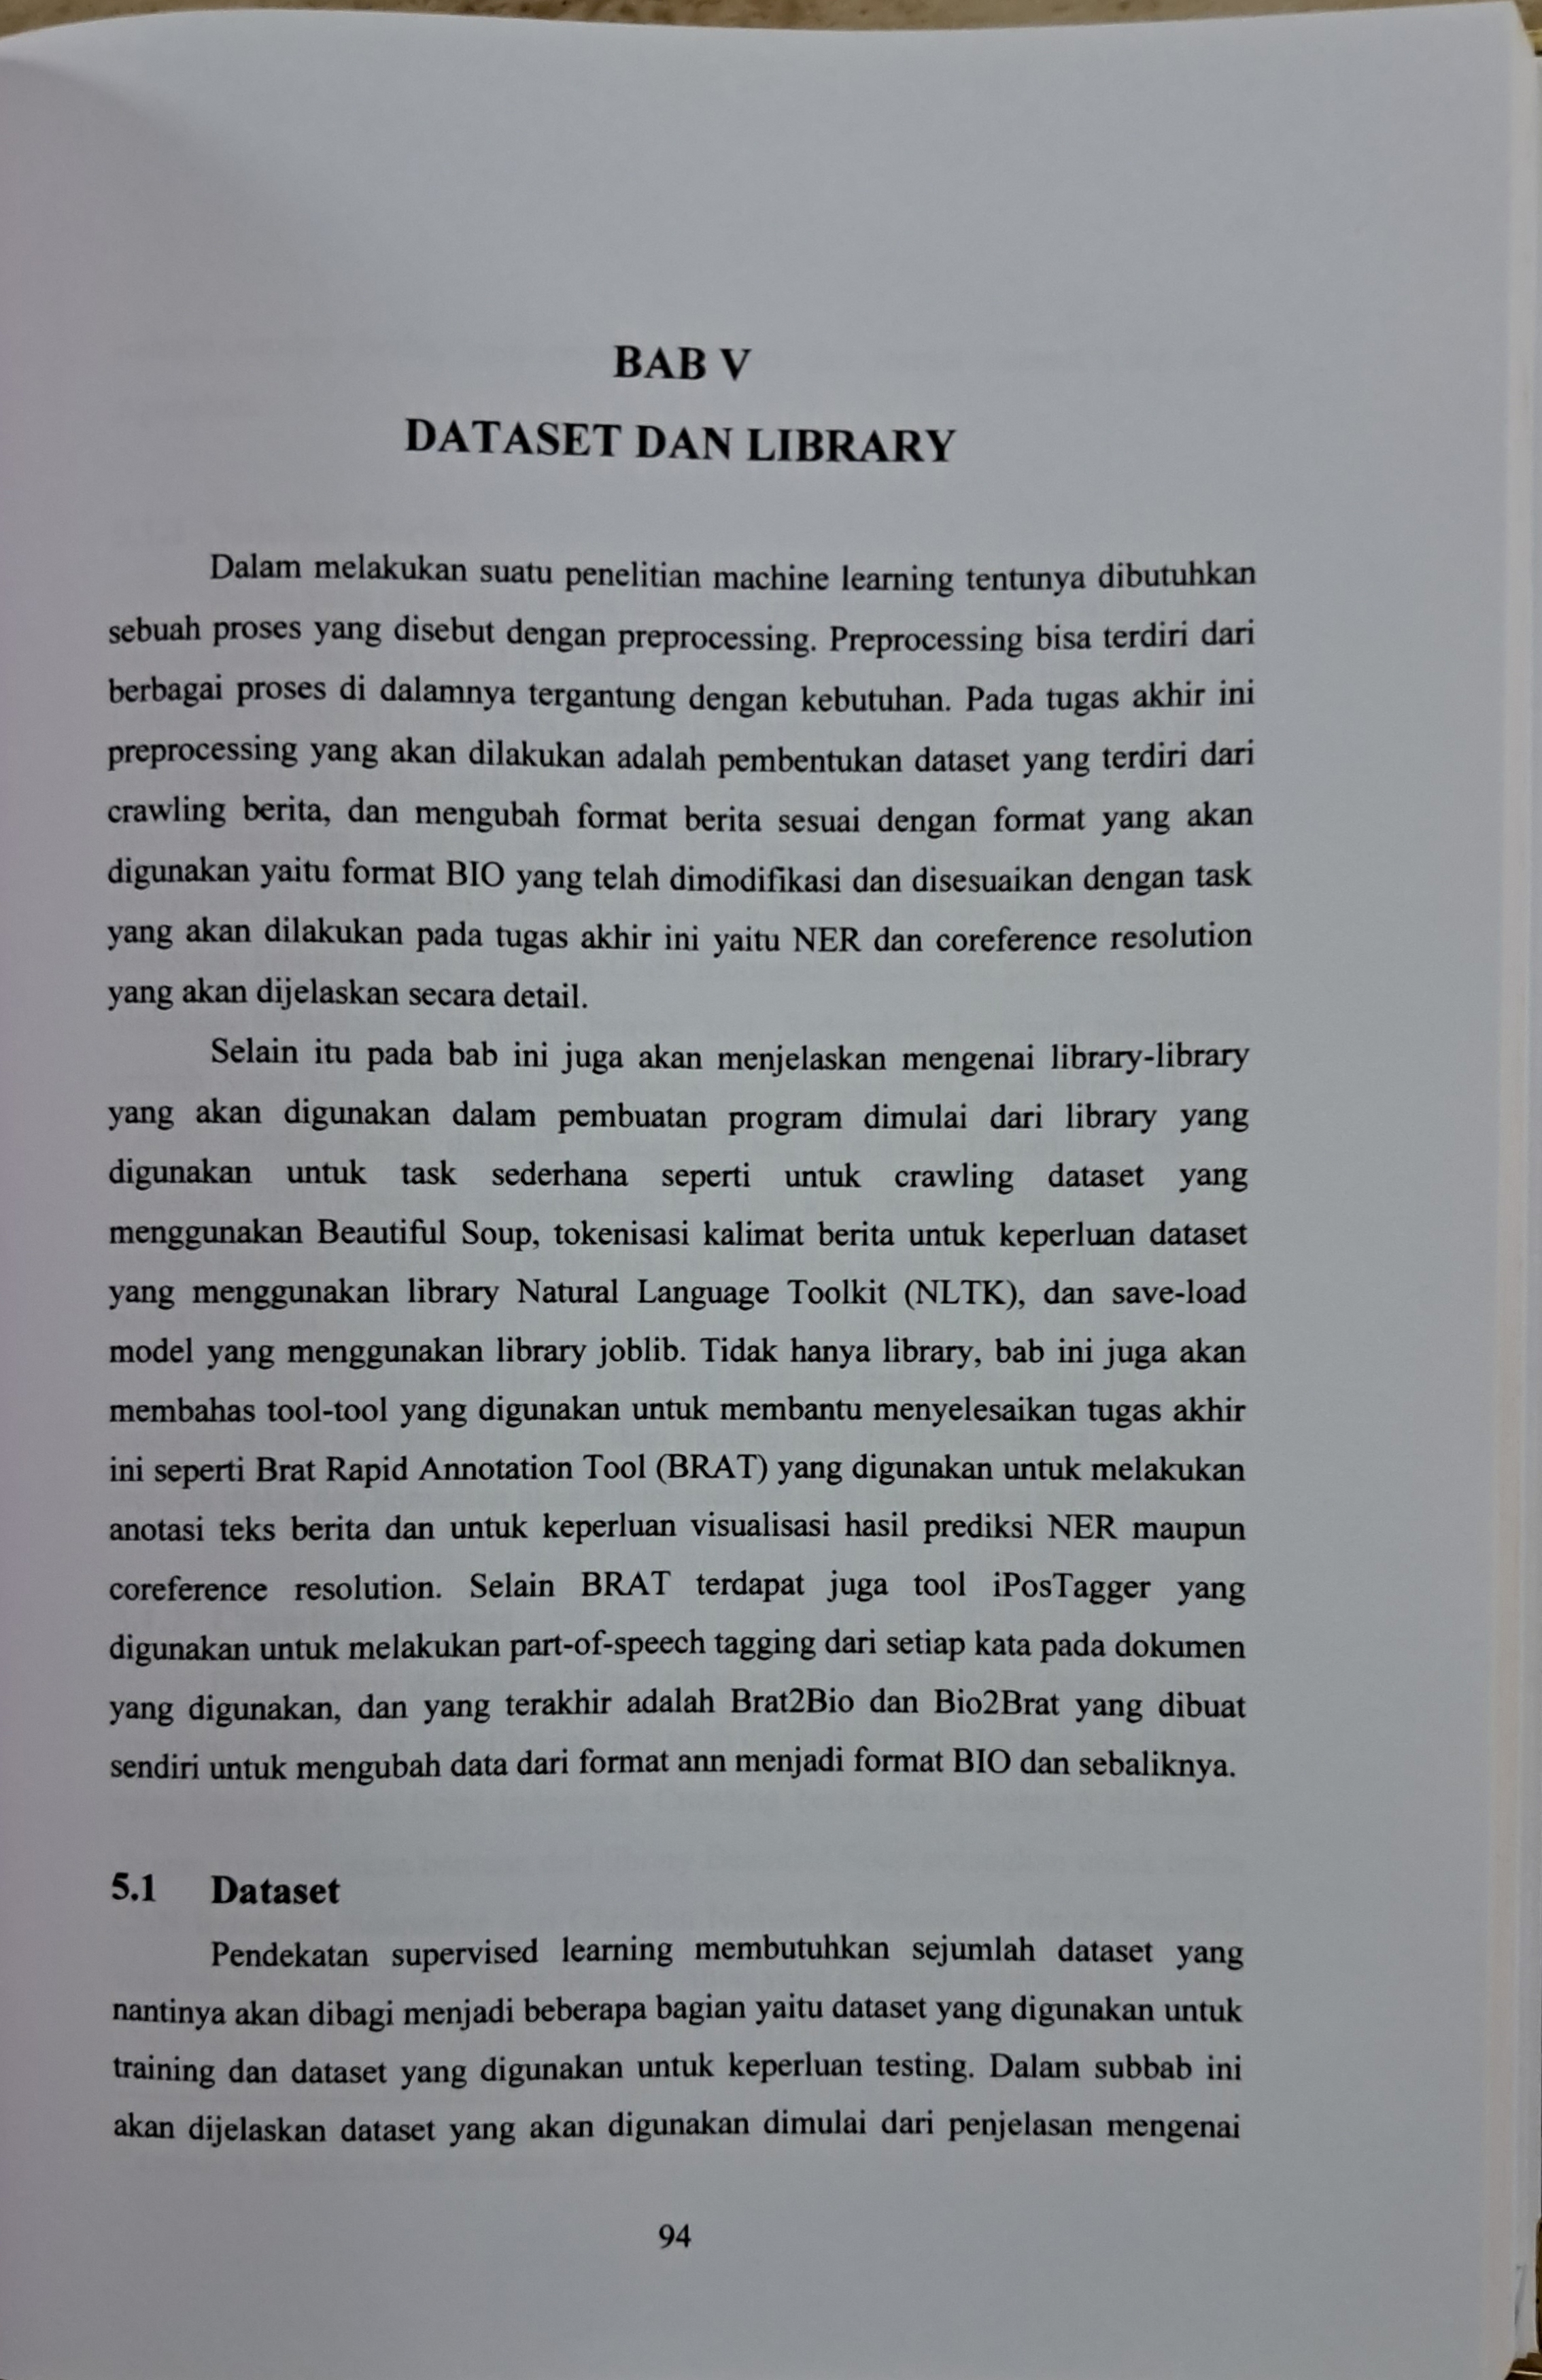 BAB V
DATASET DAN LIBRARY
Dalam melakukan suatu penelitian machine learning tentunya dibutuhkan
sebuah proses yang disebut dengan preprocessing. Preprocessing bisa terdiri dari
berbagai proses di dalamnya tergantung dengan kebutuhan. Pada tugas akhir ini
preprocessing yang akan dilakukan adalah pembentukan dataset yang terdiri dari
crawling berita, dan mengubah format berita sesuai dengan format yang akan
digunakan yaitu format BIO yang telah dimodifikasi dan disesuaikan dengan task
yang akan dilakukan pada tugas akhir ini yaitu NER dan coreference resolution
yang akan dijelaskan secara detail.
Selain itu pada bab ini juga akan menjelaskan mengenai library-library
yang akan digunakan dalam pembuatan program dimulai dari library yang
digunakan untuk task sederhana seperti untuk crawling dataset yang
menggunakan Beautiful Soup, tokenisasi kalimat berita untuk keperluan dataset
yang menggunakan library Natural Language Toolkit (NLTK), dan save-load
model yang menggunakan library joblib. Tidak hanya library, bab ini juga akan
membahas tool-tool yang digunakan untuk membantu menyelesaikan tugas akhir
ini seperti Brat Rapid Annotation Tool (BRAT) yang digunakan untuk melakukan
anotasi teks berita dan untuk keperluan visualisasi hasil prediksi NER maupun
coreference resolution. Selain BRAT terdapat juga tool iPosTagger yang
digunakan untuk melakukan part-of-speech tagging dari setiap kata pada dokumen
yang digunakan, dan yang terakhir adalah Brat2Bio dan Bio2Brat yang dibuat
sendiri untuk mengubah data dari format ann menjadi format BIO dan sebaliknya.
5.1 Dataset
Pendekatan supervised learning membutuhkan sejumlah dataset yang
nantinya akan dibagi menjadi beberapa bagian yaitu dataset yang digunakan untuk
training dan dataset yang digunakan untuk keperluan testing. Dalam subbab ini
akan dijelaskan dataset yang akan digunakan dimulai dari penjelasan mengenai
94